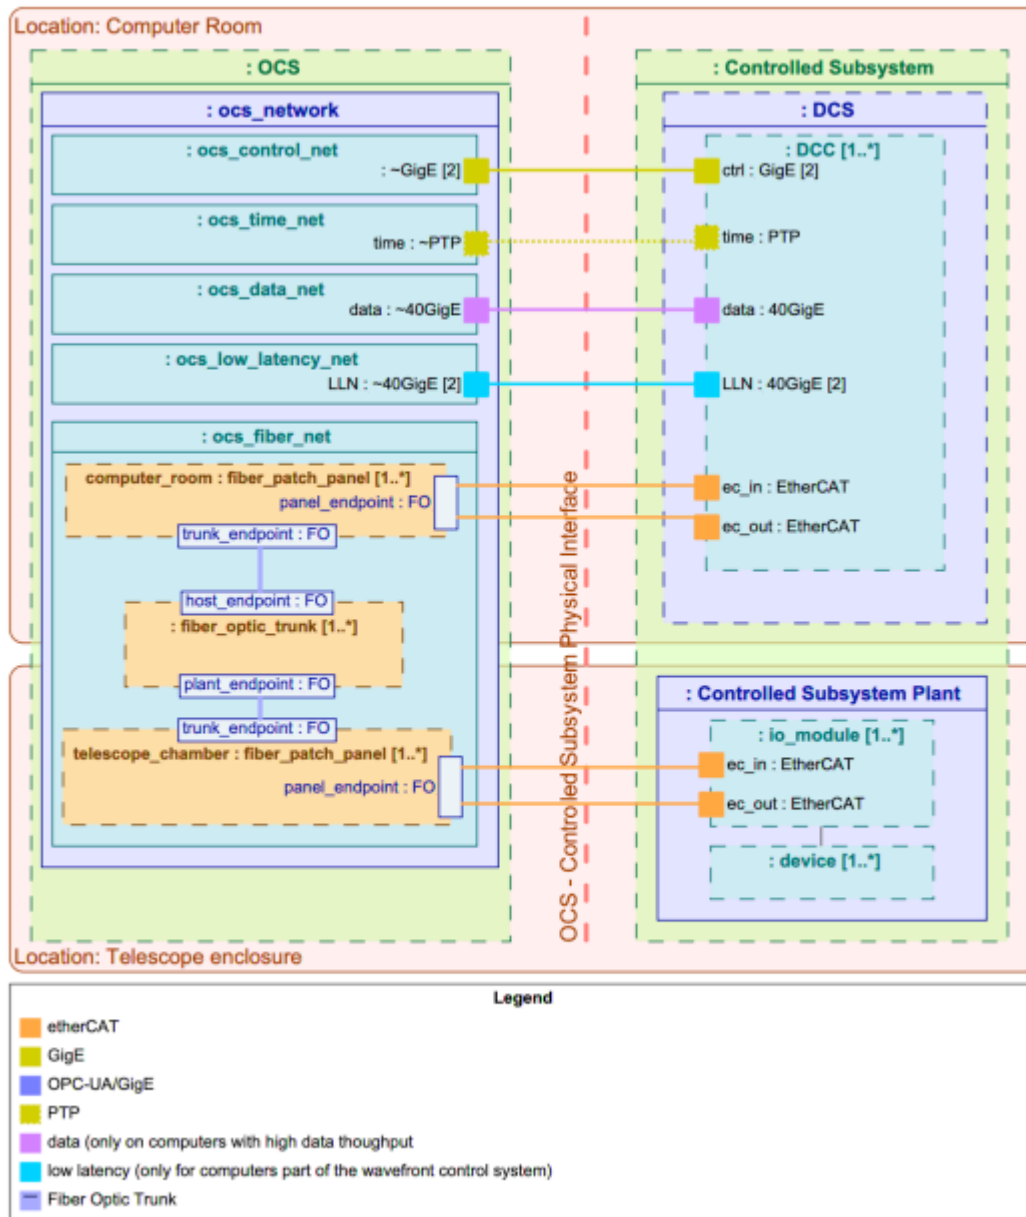 Location: Computer Room
: OCS
: Controlled Subsystem
: ocs_network
: DCS
: ocs_control_net
: DCC [1..*]
: ~GigE [2]
ctrl : GigE [2]
: ocs_time_net
time : ~PTP
time : PTP
: ocs_data_net
data : ~40GigE
data : 40GigE
: ocs_low_latency_net
LLN : ~40GigE [2]
LLN : 40GigE [2]
: ocs_fiber_net
computer_room : fiber_patch_panel [1..*]
panel_endpoint : FO
ec_in : EtherCAT
ec_out : EtherCAT
trunk_endpoint : FO
host_endpoint : FO
: fiber_optic_trunk [1..*]
plant_endpoint : FO
trunk_endpoint : FO
telescope_chamber : fiber_patch_panel [1..*]
panel_endpoint : FO
OCS - Controlled Subsystem Physical Interface
: Controlled Subsystem Plant
: io_module [1..*]
ec_in : EtherCAT
ec_out : EtherCAT
: device [1..*]
Location: Telescope enclosure
Legend
etherCAT
GigE
OPC-UA/GigE
PTP
data (only on computers with high data thoughput
low latency (only for computers part of the wavefront control system)
Fiber Optic Trunk